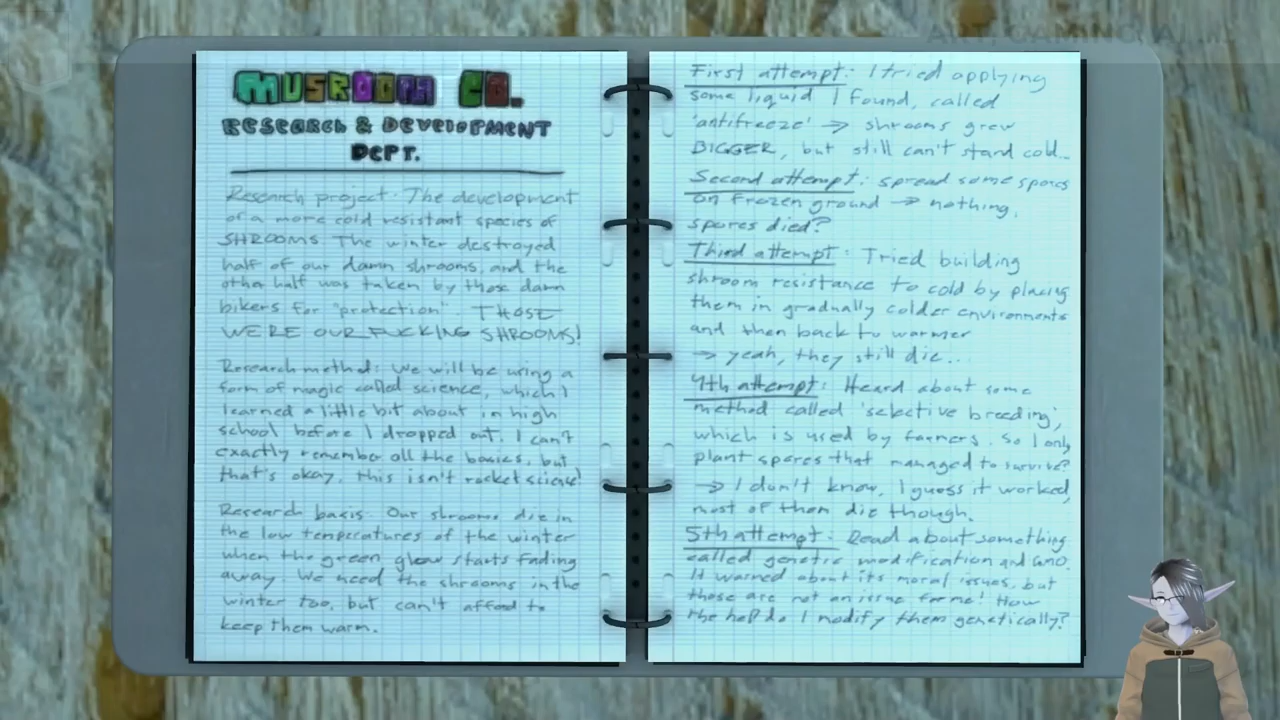 MUSROOM CO.
RESEARCH & DEVELOPMENT
DEPT.
Research project: The development
of a more cold resistant species of
SHROOMS. The winter destroyed
half of our damn shrooms, and the
other half was taken by those damn
bikers for "protection". THOSE
WERE OUR FUCKING SHROOMS!
Research method: We will be using a
form of magic called science, which I
learned a little bit about in high
school before I dropped out. I can't
exactly remember all the basics, but
that's okay, this isn't rocket science!
Research basis: Our shrooms die in
the low temperatures of the winter
when the green glow starts fading
away. We need the shrooms in the
winter too, but can't afford to
keep them warm.
First attempt: I tried applying
some liquid I found, called
'antifreeze' → shrooms grew
BIGGER, but still can't stand cold...
Second attempt: spread some spores
on frozen ground → nothing,
spores died?
Third attempt: Tried building
shroom resistance to cold by placing
them in gradually colder environments
and then back to warmer
→ yeah, they still die...
4th attempt: Heard about some
method called 'selective breeding',
which is used by farmers. So I only
plant spores that managed to survive?
→ I don't know, I guess it worked,
most of them die though.
5th attempt: Read about something
called genetic modification and GMO.
It warned about its moral issues, but
those are not an issue for me! How
the hell do I modify them genetically?